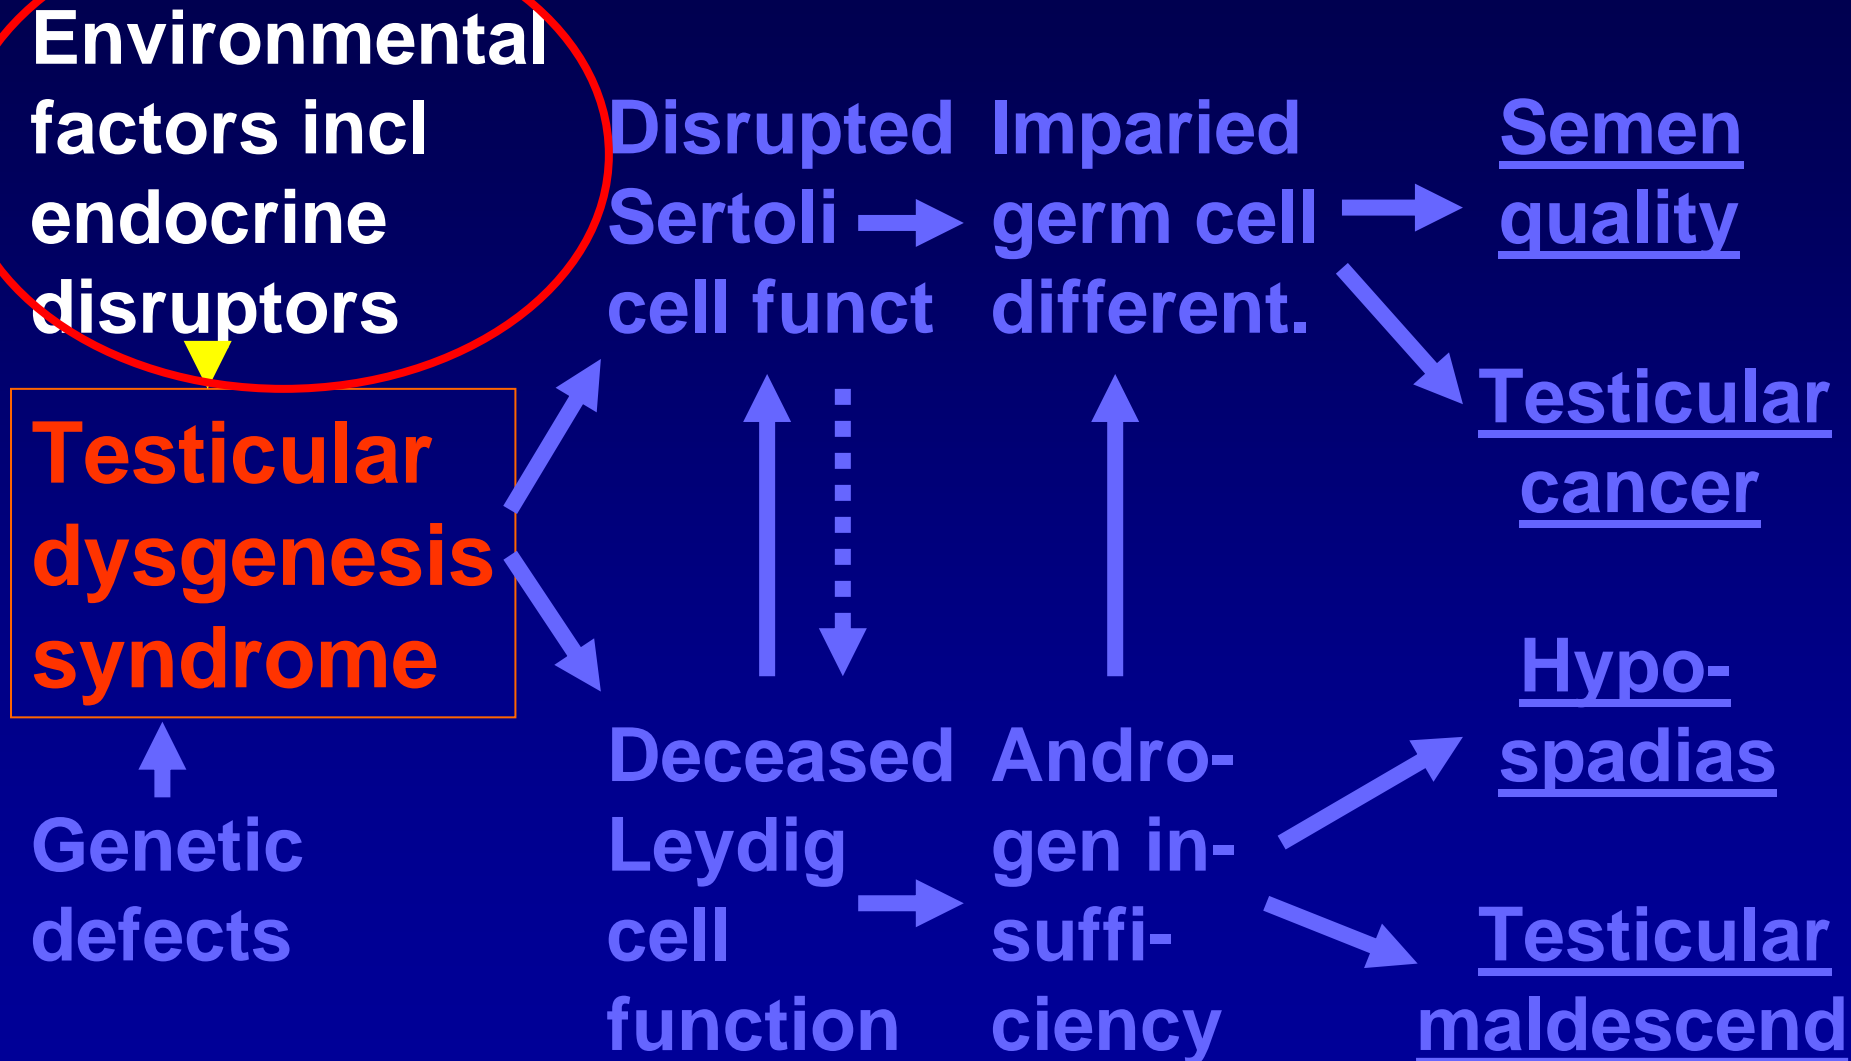 Environmental
factors incl
endocrine
disruptors
Testicular
dysgenesis
syndrome
Genetic
defects
Disrupted
Sertoli
cell funct
Deceased
Leydig
cell
function
Imparied
germ cell
different.
Andro-
gen in-
suffi-
ciency
Semen
quality
Testicular
cancer
Hypo-
spadias
Testicular
maldescend